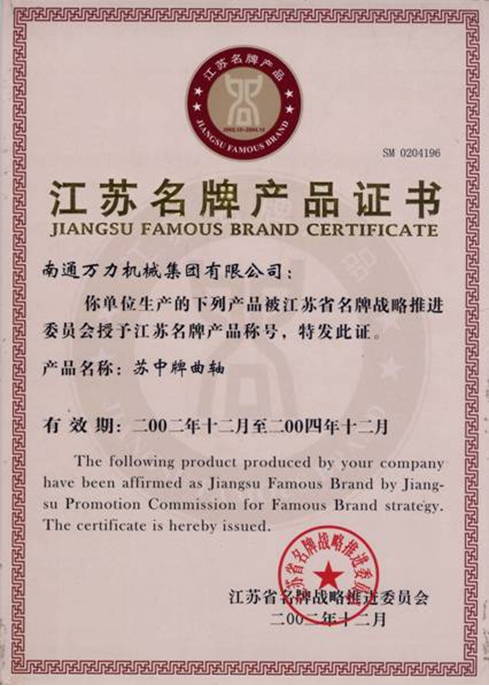 江苏名牌产品
2002.12-2004.12
JIANGSU FAMOUS BRAND
SM 0204196
江苏名牌产品证书
JIANGSU FAMOUS BRAND CERTIFICATE
南通万力机械集团有限公司：
你单位生产的下列产品被江苏省名牌战略推进
委员会授予江苏名牌产品称号，特发此证。
产品名称：苏中牌曲轴
有效期：二00二年十二月至二00四年十二月
The following product produced by your company
have been affirmed as Jiangsu Famous Brand by Jiang-
su Promotion Commission for Famous Brand strategy.
The certificate is hereby issued.
江苏省名牌战略推进委员会
江苏省名牌战略推进委员会
二00二年十二月